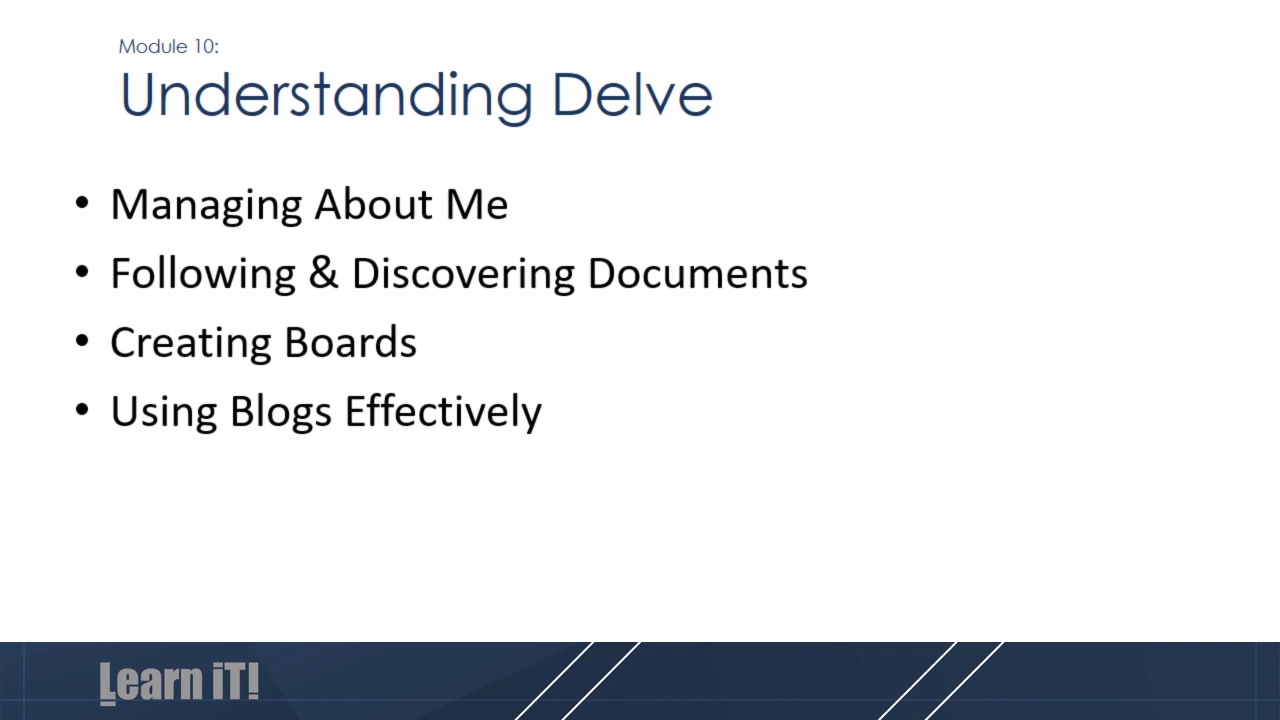 Module 10:
Understanding Delve
• Managing About Me
• Following & Discovering Documents
• Creating Boards
• Using Blogs Effectively
Learn iT!